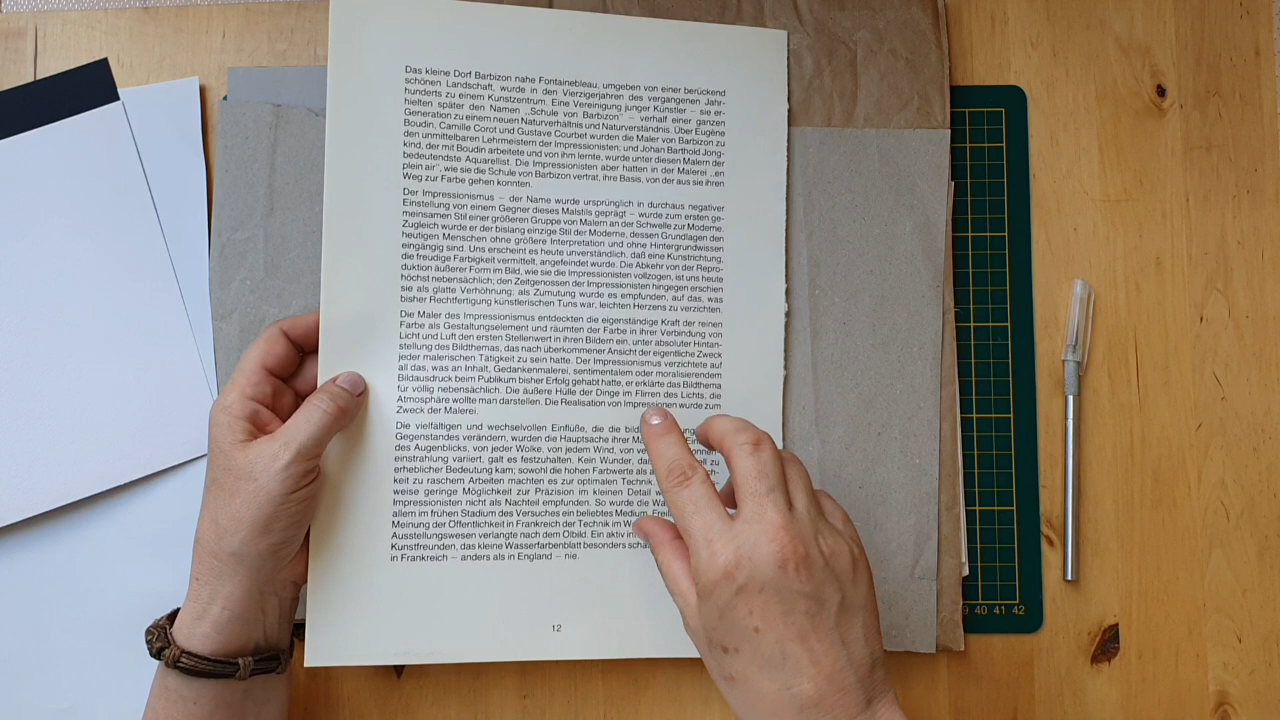 Das kleine Dorf Barbizon nahe Fontainebleau, umgeben von einer berückend
schönen Landschaft, wurde in den Vierzigerjahren des vergangenen Jahr-
hunderts zu einem Kunstzentrum. Eine Vereinigung junger Künstler – sie er-
hielten später den Namen „Schule von Barbizon" – verhalf einer ganzen
Generation zu einem neuen Naturverhältnis und Naturverständnis. Über Eugène
Boudin, Camille Corot und Gustave Courbet wurden die Maler von Barbizon zu
den unmittelbaren Lehrmeistern der Impressionisten; und Johan Barthold Jong-
kind, der mit Boudin arbeitete und von ihm lernte, wurde unter diesen Malern der
bedeutendste Aquarellist. Die Impressionisten aber hatten in der Malerei „en
plein air", wie sie die Schule von Barbizon vertrat, ihre Basis, von der aus sie ihren
Weg zur Farbe gehen konnten.
Der Impressionismus – der Name wurde ursprünglich in durchaus negativer
Einstellung von einem Gegner dieses Malstils geprägt – wurde zum ersten ge-
meinsamen Stil einer größeren Gruppe von Malern an der Schwelle zur Moderne.
Zugleich wurde er der bislang einzige Stil der Moderne, dessen Grundlagen den
heutigen Menschen ohne größere Interpretation und ohne Hintergrundwissen
eingängig sind. Uns erscheint es heute unverständlich, daß eine Kunstrichtung,
die freudige Farbigkeit vermittelt, angefeindet wurde. Die Abkehr von der Repro-
duktion äußerer Form im Bild, wie sie die Impressionisten vollzogen, ist uns heute
höchst nebensächlich; den Zeitgenossen der Impressionisten hingegen erschien
sie als glatte Verhöhnung; als Zumutung wurde es empfunden, auf das, was
bisher Rechtfertigung künstlerischen Tuns war, leichten Herzens zu verzichten.
Die Maler des Impressionismus entdeckten die eigenständige Kraft der reinen
Farbe als Gestaltungselement und räumten der Farbe in ihrer Verbindung von
Licht und Luft den ersten Stellenwert in ihren Bildern ein, unter absoluter Hintan-
stellung des Bildthemas, das nach überkommener Ansicht der eigentliche Zweck
jeder malerischen Tätigkeit zu sein hatte. Der Impressionismus verzichtete auf
all das, was an Inhalt, Gedankenmalerei, sentimentalem oder moralisierendem
Bildausdruck beim Publikum bisher Erfolg gehabt hatte, er erklärte das Bildthema
für völlig nebensächlich. Die äußere Hülle der Dinge im Flirren des Lichts, die
Atmosphäre wollte man darstellen. Die Realisation von Impressionen wurde zum
Zweck der Malerei.
Die vielfältigen und wechselvollen Einflüße, die die
Gegenstandes verändern, wurden die Hauptsache ihrer
des Augenblicks, von jeder Wolke, von jedem Wind, von
einstrahlung variiert, galt es festzuhalten. Kein Wunder, zu
erheblicher Bedeutung kam; sowohl die hohen Farbwerte als
keit zu raschem Arbeiten machten es zur optimalen Technik.
weise geringe Möglichkeit zur Präzision im kleinen Detail
Impressionisten nicht als Nachteil empfunden. So wurde die
allem im frühen Stadium des Versuches ein beliebtes Medium.
Meinung der Öffentlichkeit in Frankreich der Technik im
Ausstellungswesen verlangte nach dem Ölbild. Ein aktiv
Kunstfreunden, das kleine Wasserfarbenblatt besonders
in Frankreich – anders als in England – nie.
12
40 41 42